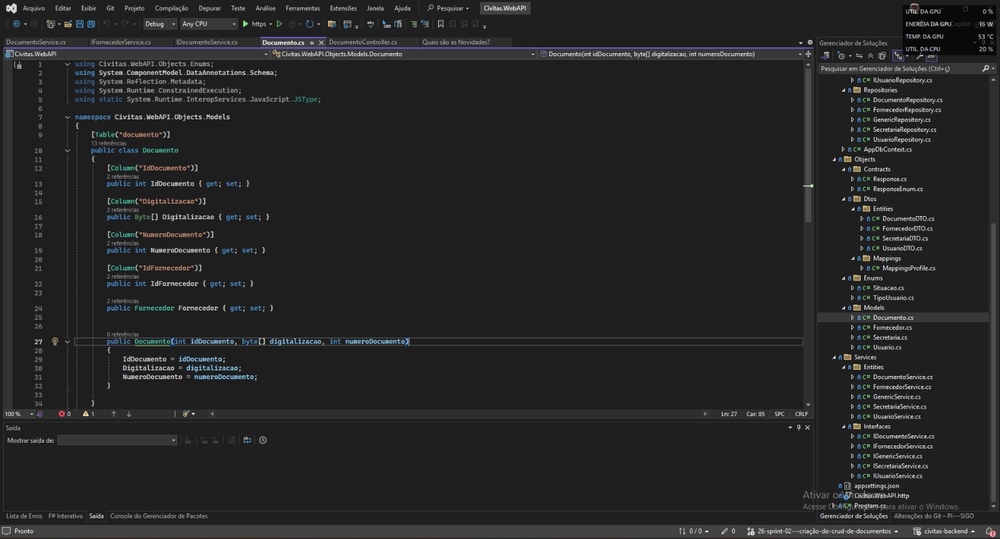 Arquivo Editar Exibir Git Projeto Compilação Depurar Teste Análise Ferramentas Extensões Janela Ajuda Pesquisar Civitas.WebAPI
UTIL. DA GPU 0 %
ENERGIA DA GPU 16 W
TEMP. DA GPU 53 °C
UTIL. DA CPU 20 %
Debug Any CPU https
DocumentoService.cs IFornecedorService.cs IDocumentoService.cs Documento.cs DocumentoController.cs Quais são as Novidades?
Civitas.WebAPI Civitas.WebAPI.Objects.Models.Documento Documento(int idDocumento, byte[] digitalizacao, int numeroDocumento)
1 using Civitas.WebAPI.Objects.Enums;
2 using System.ComponentModel.DataAnnotations.Schema;
3 using System.Reflection.Metadata;
4 using System.Runtime.ConstrainedExecution;
5 using static System.Runtime.InteropServices.JavaScript.JSType;
6
7 namespace Civitas.WebAPI.Objects.Models
8 {
9 [Table("documento")]
13 referências
10 public class Documento
11 {
12 [Column("IdDocumento")]
2 referências
13 public int IdDocumento { get; set; }
14
15 [Column("Digitalizacao")]
2 referências
16 public Byte[] Digitalizacao { get; set; }
17
18 [Column("NumeroDocumento")]
2 referências
19 public int NumeroDocumento { get; set; }
20
21 [Column("IdFornecedor")]
2 referências
22 public int IdFornecedor { get; set; }
23
2 referências
24 public Fornecedor Fornecedor { get; set; }
25
26
0 referências
27 public Documento(int idDocumento, byte[] digitalizacao, int numeroDocumento)
28 {
29 IdDocumento = idDocumento;
30 Digitalizacao = digitalizacao;
31 NumeroDocumento = numeroDocumento;
32 }
33
34 }
100 % 0 1 Ln: 27 Car: 85 SPC CRLF
Saída
Mostrar saída de:
Lista de Erros F# Interativo Saída Console do Gerenciador de Pacotes
Pronto 0 / 0 0 26-sprint-02---criação-do-crud-de-documentos civitas-backend 1
Gerenciador de Soluções
Pesquisar em Gerenciador de Soluções (Ctrl+ç)
C# IUsuarioRepository.cs
Repositories
C# DocumentoRepository.cs
C# FornecedorRepository.cs
C# GenericRepository.cs
C# SecretariaRepository.cs
C# UsuarioRepository.cs
C# AppDbContext.cs
Objects
Contracts
C# Response.cs
C# ResponseEnum.cs
Dtos
Entities
C# DocumentoDTO.cs
C# FornecedorDTO.cs
C# SecretariaDTO.cs
C# UsuarioDTO.cs
Mappings
C# MappingsProfile.cs
Enums
C# Situacao.cs
C# TipoUsuario.cs
Models
C# Documento.cs
C# Fornecedor.cs
C# Secretaria.cs
C# Usuario.cs
Services
Entities
C# DocumentoService.cs
C# FornecedorService.cs
C# GenericService.cs
C# SecretariaService.cs
C# UsuarioService.cs
Interfaces
C# IDocumentoService.cs
C# IFornecedorService.cs
C# IGenericService.cs
C# ISecretariaService.cs
C# IUsuarioService.cs
appsettings.json
Civitas.WebAPI.http
C# Program.cs
Ativar o Windows
Acesse Configurações para ativar o Windows.
Gerenciador de Soluções Alterações do Git – PI---SIGO